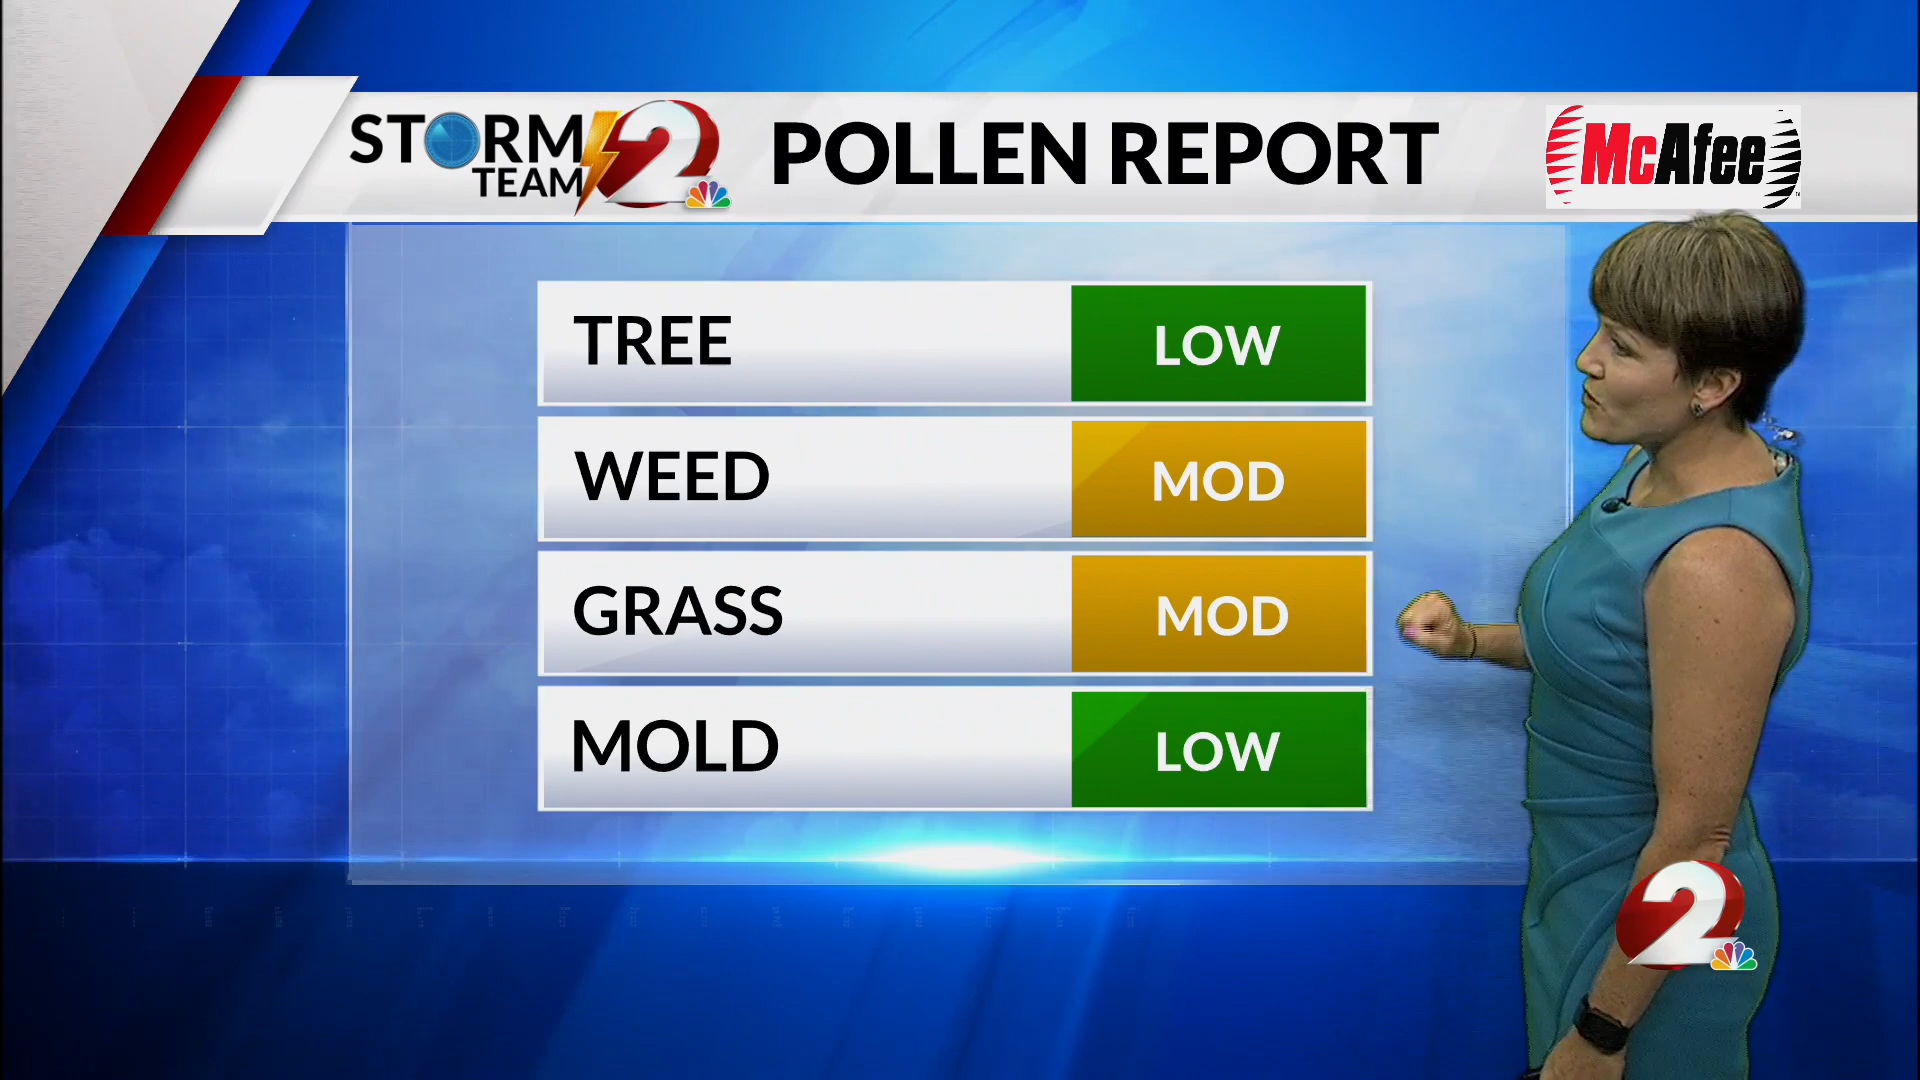 STORM
TEAM
2
POLLEN REPORT
McAfee
TREE LOW
WEED MOD
GRASS MOD
MOLD LOW
2